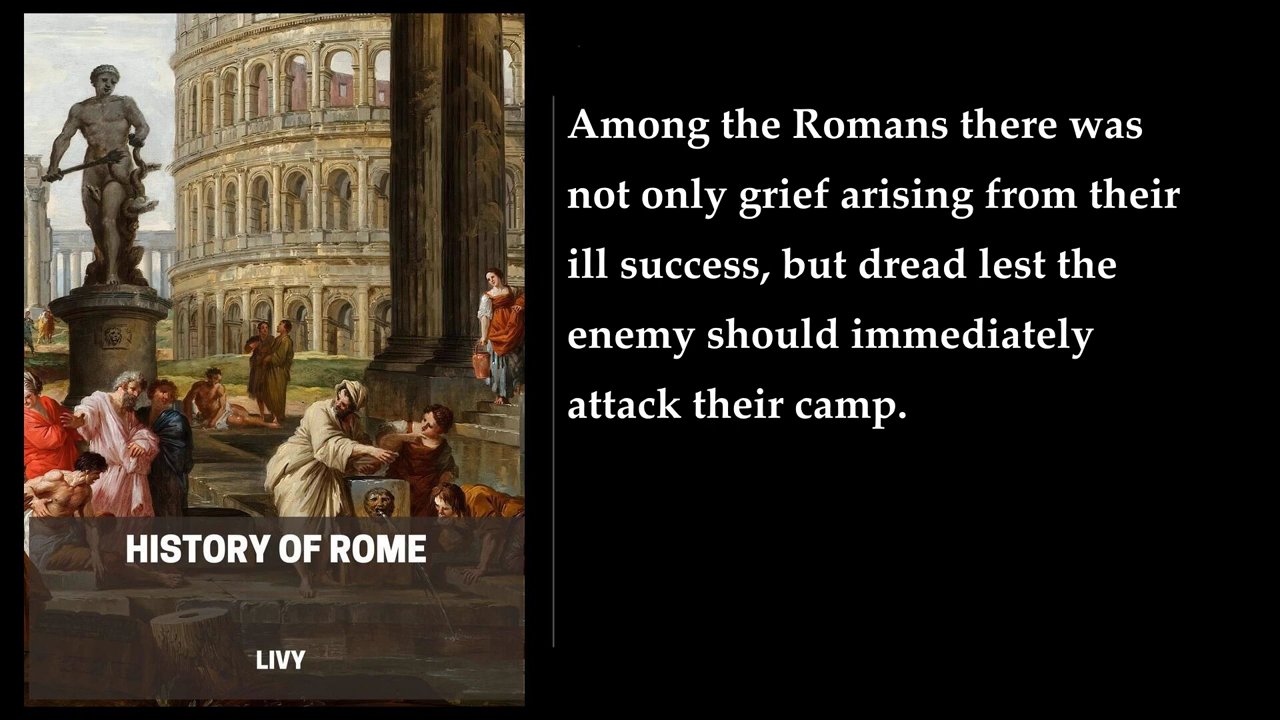 HISTORY OF ROME
LIVY
Among the Romans there was
not only grief arising from their
ill success, but dread lest the
enemy should immediately
attack their camp.